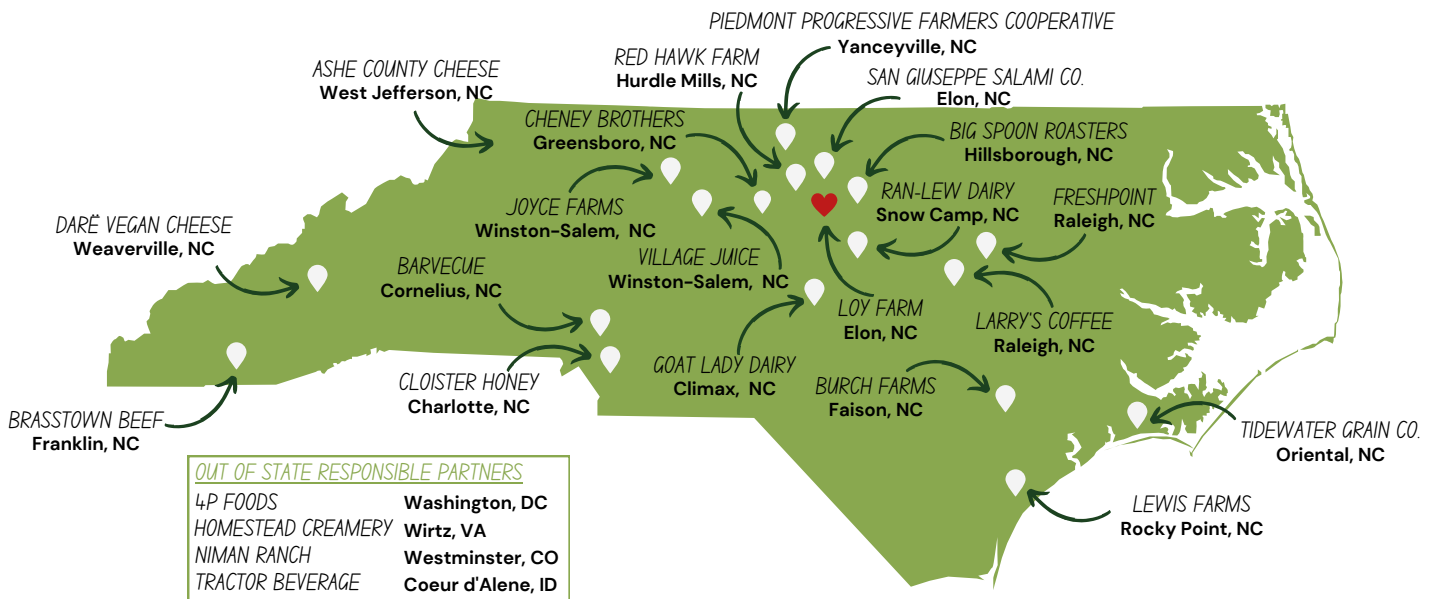 PIEDMONT PROGRESSIVE FARMERS COOPERATIVE
Yanceyville, NC
RED HAWK FARM
Hurdle Mills, NC
ASHE COUNTY CHEESE
West Jefferson, NC
SAN GIUSEPPE SALAMI CO.
Elon, NC
CHENEY BROTHERS
Greensboro, NC
BIG SPOON ROASTERS
Hillsborough, NC
JOYCE FARMS
Winston-Salem, NC
RAN-LEW DAIRY
Snow Camp, NC
FRESHPOINT
Raleigh, NC
DARË VEGAN CHEESE
Weaverville, NC
VILLAGE JUICE
Winston-Salem, NC
BARVECUE
Cornelius, NC
LOY FARM
Elon, NC
LARRY'S COFFEE
Raleigh, NC
GOAT LADY DAIRY
Climax, NC
CLOISTER HONEY
Charlotte, NC
BURCH FARMS
Faison, NC
BRASSTOWN BEEF
Franklin, NC
TIDEWATER GRAIN CO.
Oriental, NC
LEWIS FARMS
Rocky Point, NC
OUT OF STATE RESPONSIBLE PARTNERS
4P FOODS Washington, DC
HOMESTEAD CREAMERY Wirtz, VA
NIMAN RANCH Westminster, CO
TRACTOR BEVERAGE Coeur d'Alene, ID